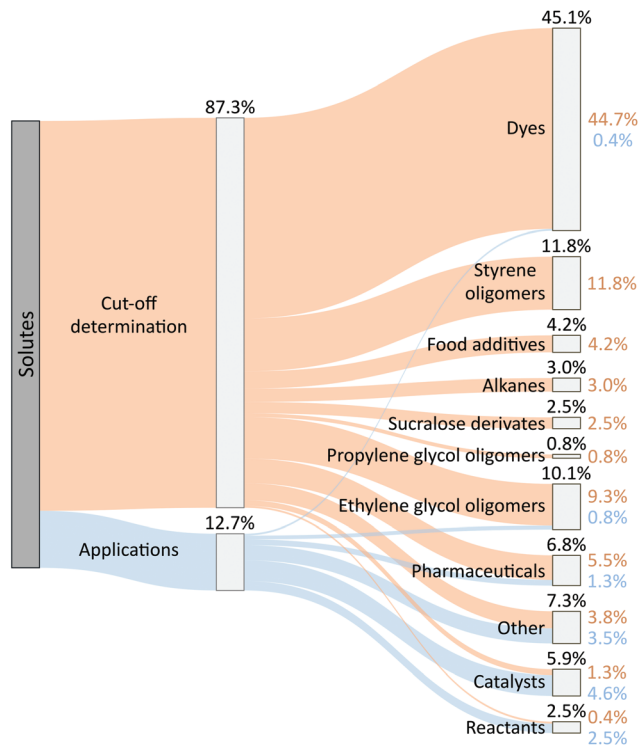 45.1%
87.3%
Dyes
44.7%
0.4%
11.8%
Styrene
oligomers
11.8%
Cut-off
determination
Solutes
4.2%
Food additives
4.2%
3.0%
Alkanes
3.0%
2.5%
Sucralose derivates
2.5%
0.8%
Propylene glycol oligomers
0.8%
10.1%
Ethylene glycol oligomers
9.3%
0.8%
12.7%
Applications
6.8%
Pharmaceuticals
5.5%
1.3%
7.3%
Other
3.8%
3.5%
5.9%
Catalysts
1.3%
4.6%
2.5%
Reactants
0.4%
2.5%